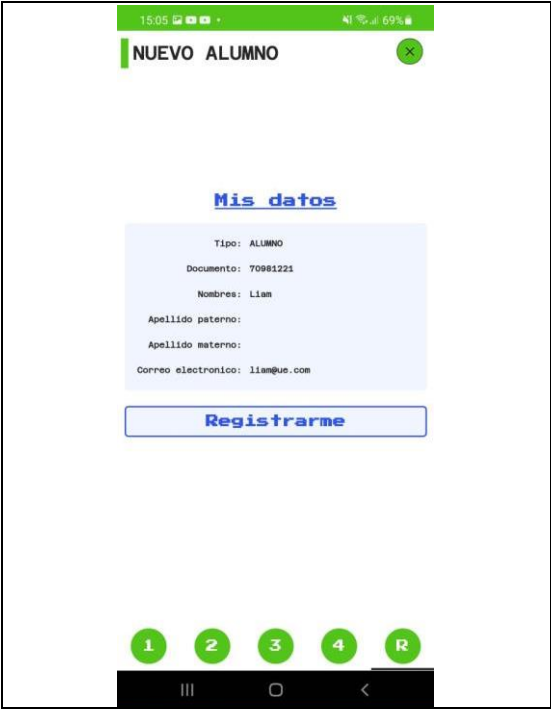 15:05
69%
NUEVO ALUMNO
Mis datos
Tipo: ALUMNO
Documento: 70981221
Nombres: Liam
Apellido paterno:
Apellido materno:
Correo electronico: liam@ue.com
Registrarme
1 2 3 4 R